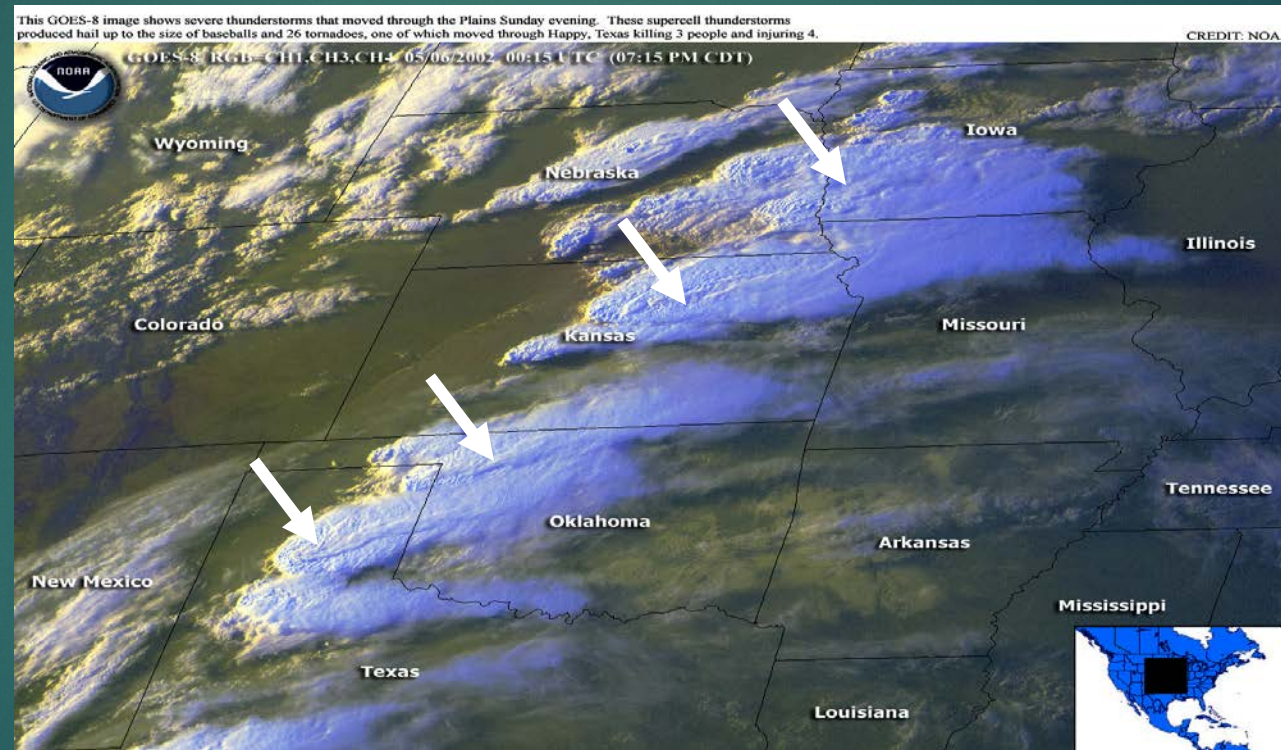 This GOES-8 image shows severe thunderstorms that moved through the Plains Sunday evening. These supercell thunderstorms
produced hail up to the size of baseballs and 26 tornadoes, one of which moved through Happy, Texas killing 3 people and injuring 4.
CREDIT: NOA
NOAA
GOES-8 RGB=CH1,CH3,CH4 05/06/2002 00:15 UTC (07:15 PM CDT)
Wyoming
Iowa
Nebraska
Illinois
Colorado
Kansas
Missouri
Tennessee
Oklahoma
Arkansas
New Mexico
Mississippi
Texas
Louisiana